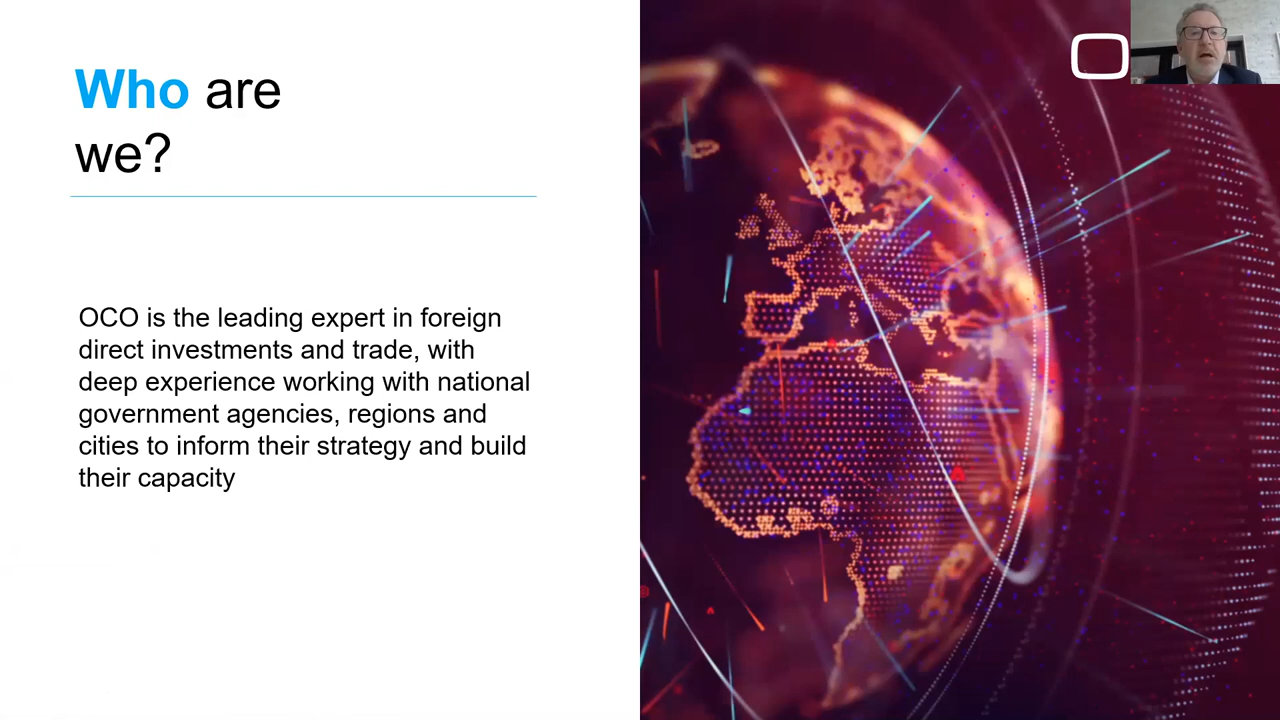 Who are
we?
OCO is the leading expert in foreign
direct investments and trade, with
deep experience working with national
government agencies, regions and
cities to inform their strategy and build
their capacity